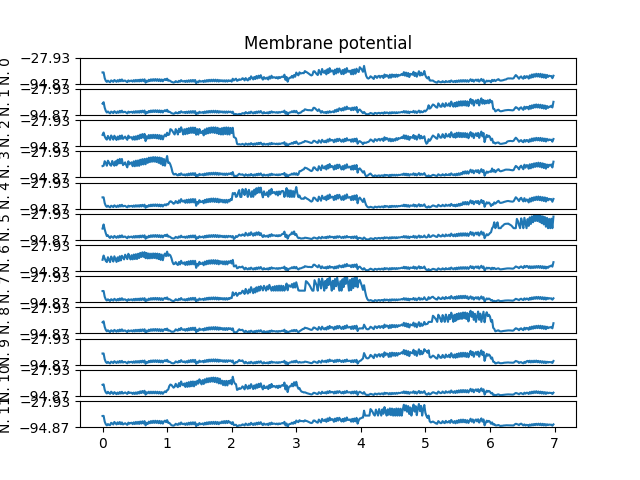 Membrane potential
−27.93
−94.87
N. 0
−27.93
−94.87
N. 1
−27.93
−94.87
N. 2
−27.93
−94.87
N. 3
−27.93
−94.87
N. 4
−27.93
−94.87
N. 5
−27.93
−94.87
N. 6
−27.93
−94.87
N. 7
−27.93
−94.87
N. 8
−27.93
−94.87
N. 9
−27.93
−94.87
N. 10
−27.93
−94.87
N. 11
0 1 2 3 4 5 6 7